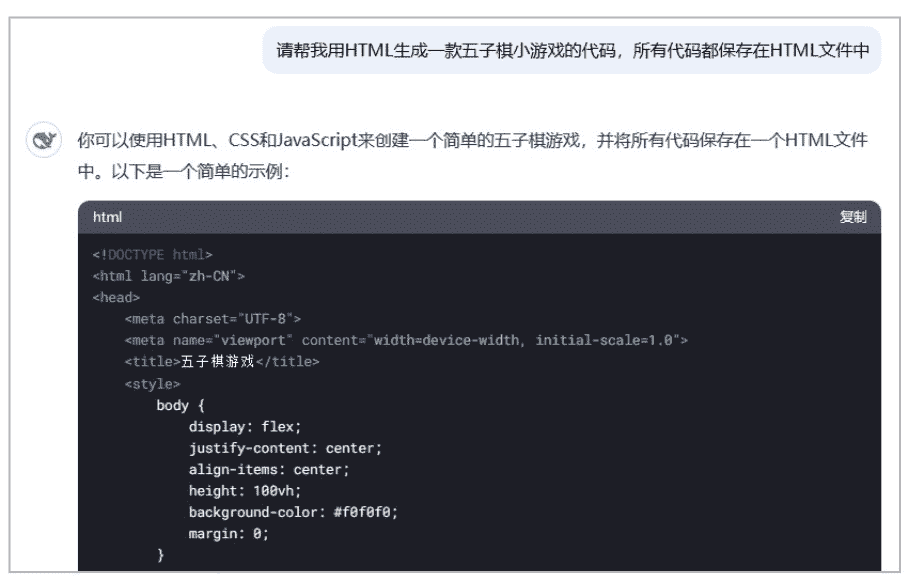 请帮我用HTML生成一款五子棋小游戏的代码，所有代码都保存在HTML文件中
你可以使用HTML、CSS和JavaScript来创建一个简单的五子棋游戏，并将所有代码保存在一个HTML文件
中。以下是一个简单的示例：
html 复制
<!DOCTYPE html>
<html lang="zh-CN">
<head>
    <meta charset="UTF-8">
    <meta name="viewport" content="width=device-width, initial-scale=1.0">
    <title>五子棋游戏</title>
    <style>
        body {
            display: flex;
            justify-content: center;
            align-items: center;
            height: 100vh;
            background-color: #f0f0f0;
            margin: 0;
        }